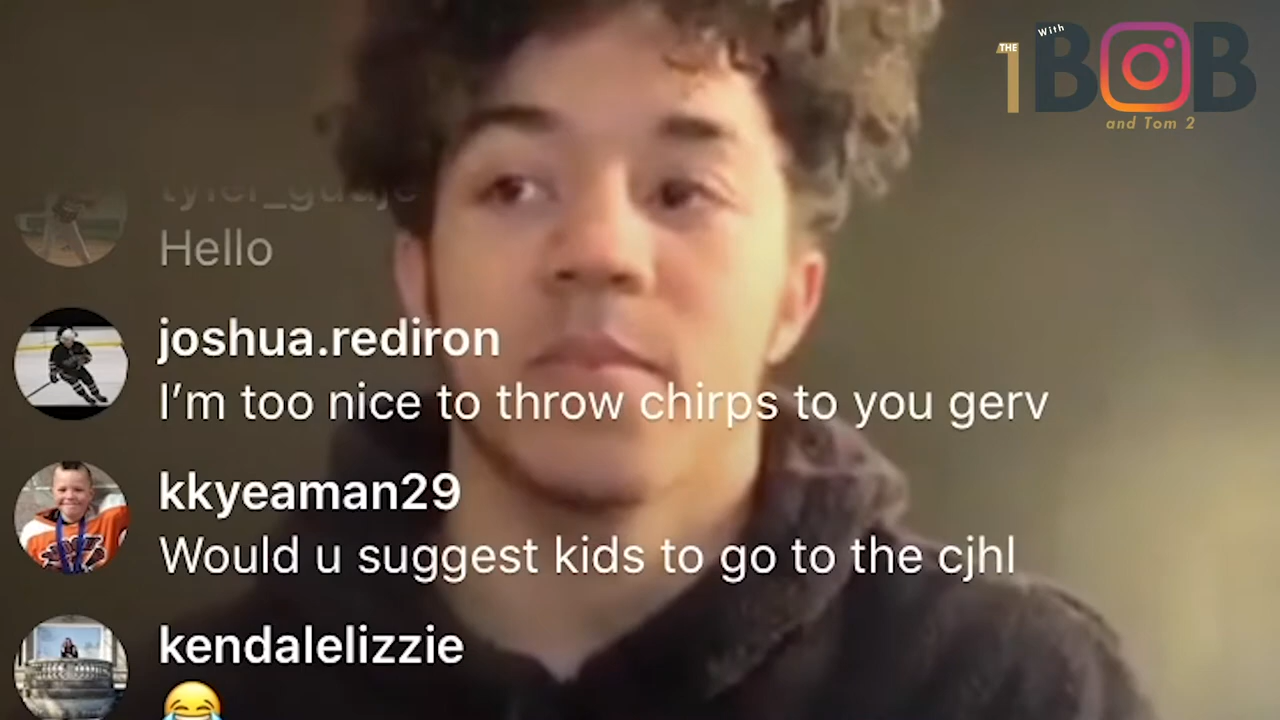 With
THE
1 BOB
and Tom 2
Hello
joshua.rediron
I’m too nice to throw chirps to you gerv
kkyeaman29
Would u suggest kids to go to the cjhl
kendalelizzie
😂